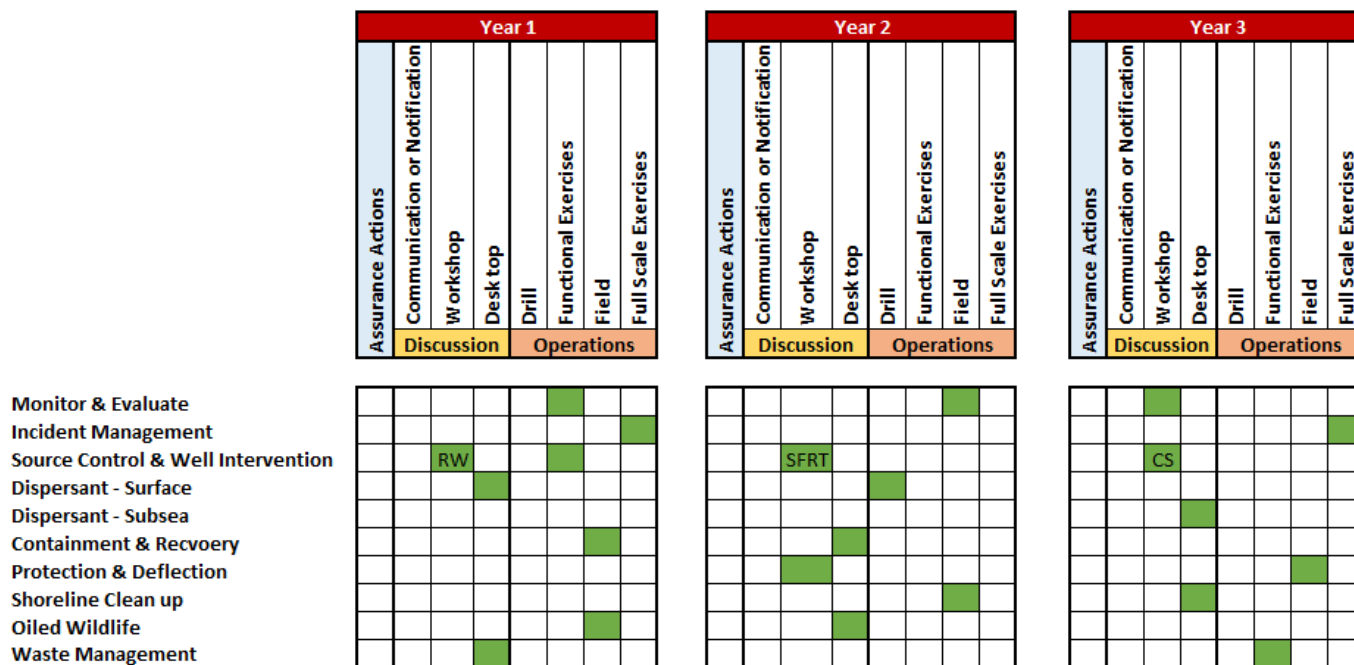 Year 1
Year 2
Year 3
Assurance Actions
Communication or Notification
Workshop
Desk top
Drill
Functional Exercises
Field
Full Scale Exercises
Discussion
Operations
Assurance Actions
Communication or Notification
Workshop
Desk top
Drill
Functional Exercises
Field
Full Scale Exercises
Discussion
Operations
Assurance Actions
Communication or Notification
Workshop
Desk top
Drill
Functional Exercises
Field
Full Scale Exercises
Discussion
Operations
Monitor & Evaluate
Incident Management
Source Control & Well Intervention RW SFRT CS
Dispersant - Surface
Dispersant - Subsea
Containment & Recvoery
Protection & Deflection
Shoreline Clean up
Oiled Wildlife
Waste Management